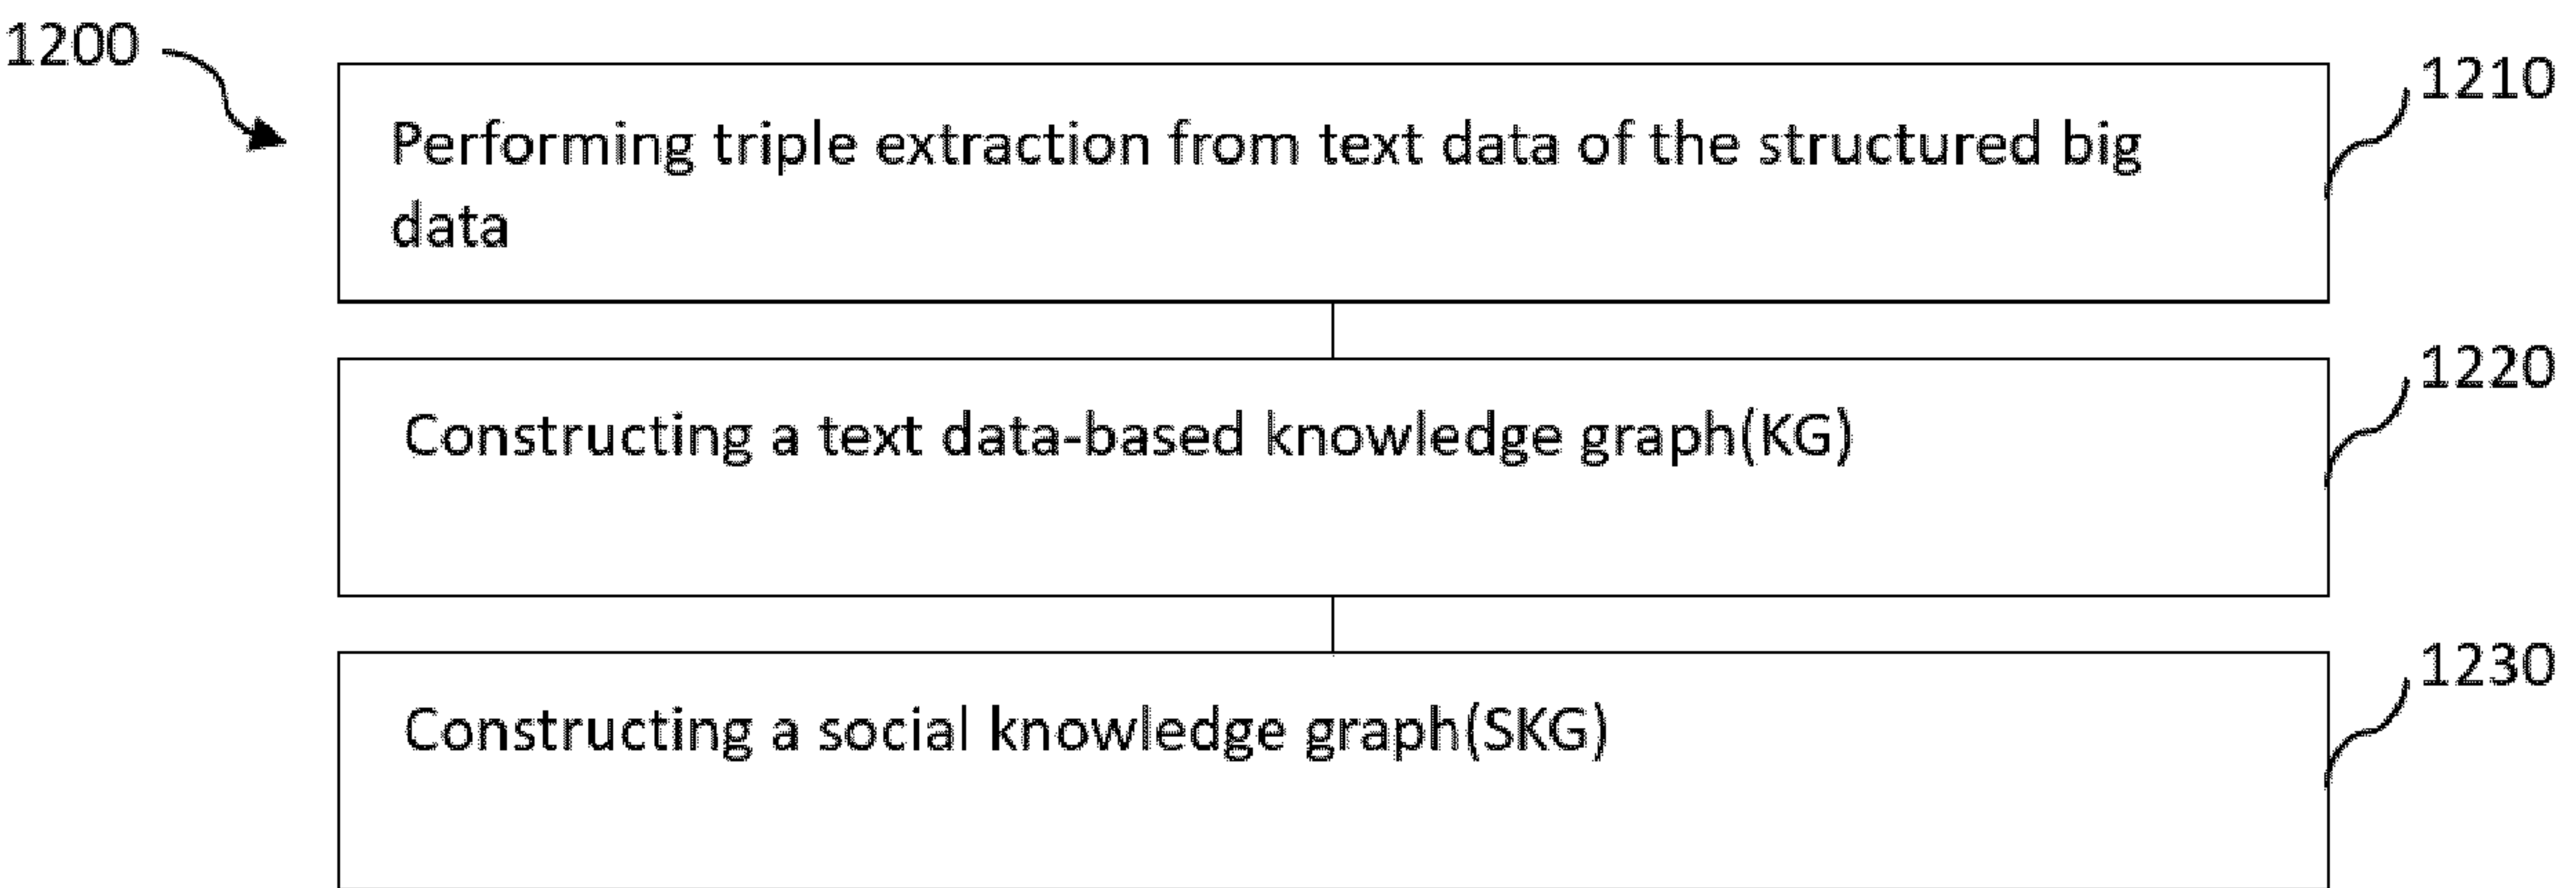 1200
1210
Performing triple extraction from text data of the structured big
data
1220
Constructing a text data-based knowledge graph(KG)
1230
Constructing a social knowledge graph(SKG)